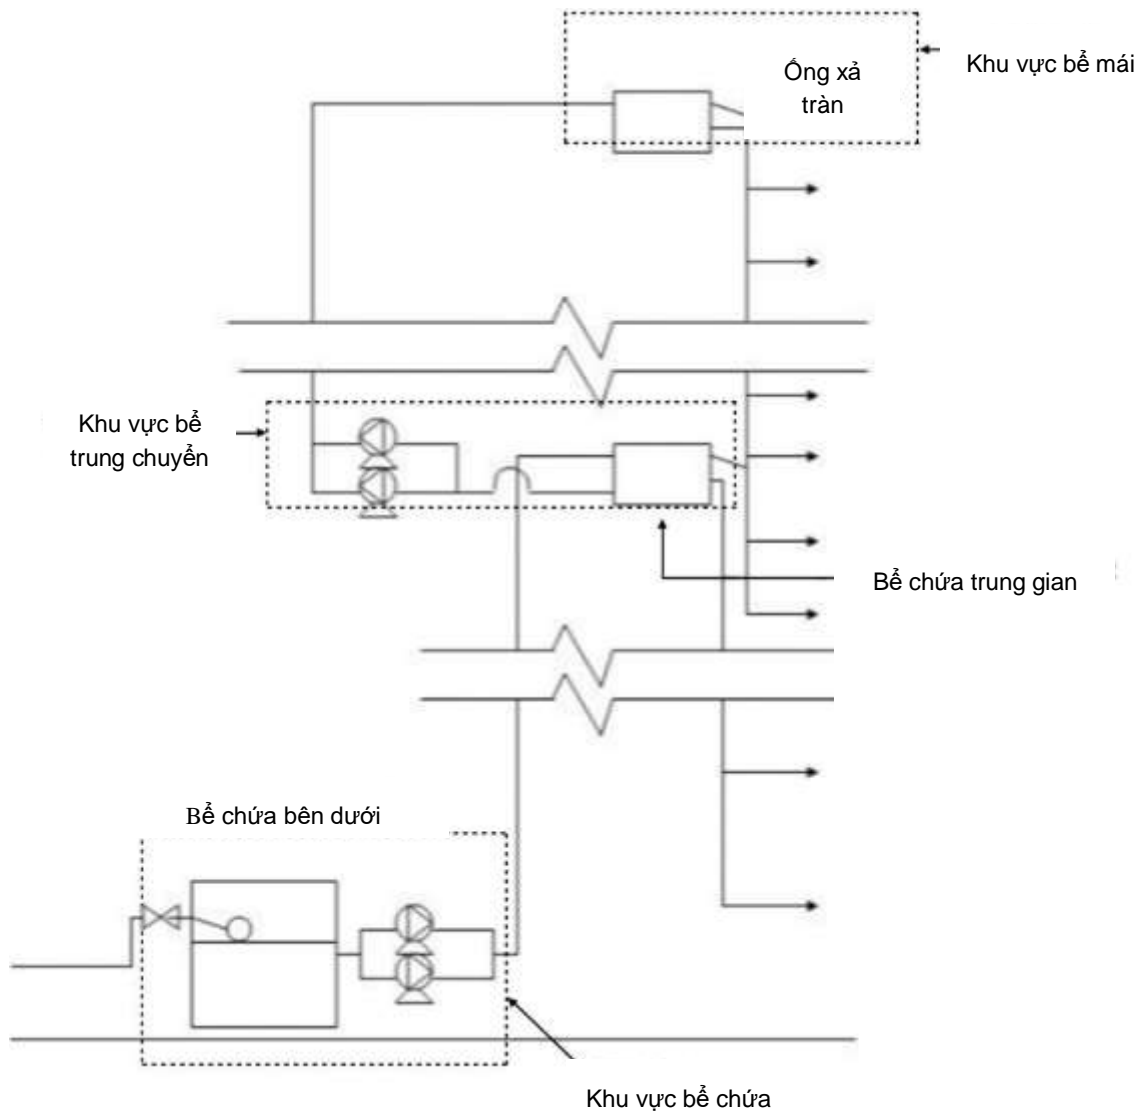 Khu vực bể mái
Ống xả
tràn
Khu vực bể
trung chuyển
Bể chứa trung gian
Bể chứa bên dưới
Khu vực bể chứa